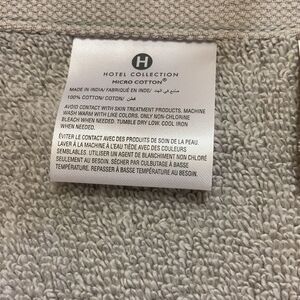 H
HOTEL COLLECTION
MICRO COTTON®
MADE IN INDIA/ FABRIQUÉ EN INDE/ صنع في الهند
100% COTTON/ COTON/ قطن
AVOID CONTACT WITH SKIN TREATMENT PRODUCTS. MACHINE
WASH WARM WITH LIKE COLORS. ONLY NON-CHLORINE
BLEACH WHEN NEEDED. TUMBLE DRY LOW. COOL IRON
WHEN NEEDED.
ÉVITER LE CONTACT AVEC DES PRODUITS DE SOIN DE LA PEAU.
LAVER À LA MACHINE À L'EAU TIÈDE AVEC DES COULEURS
SEMBLABLES. UTILISER UN AGENT DE BLANCHIMENT NON CHLORÉ
SEULEMENT AU BESOIN. SÉCHER PAR CULBUTAGE À BASSE
TEMPÉRATURE. REPASSER À BASSE TEMPÉRATURE AU BESOIN.